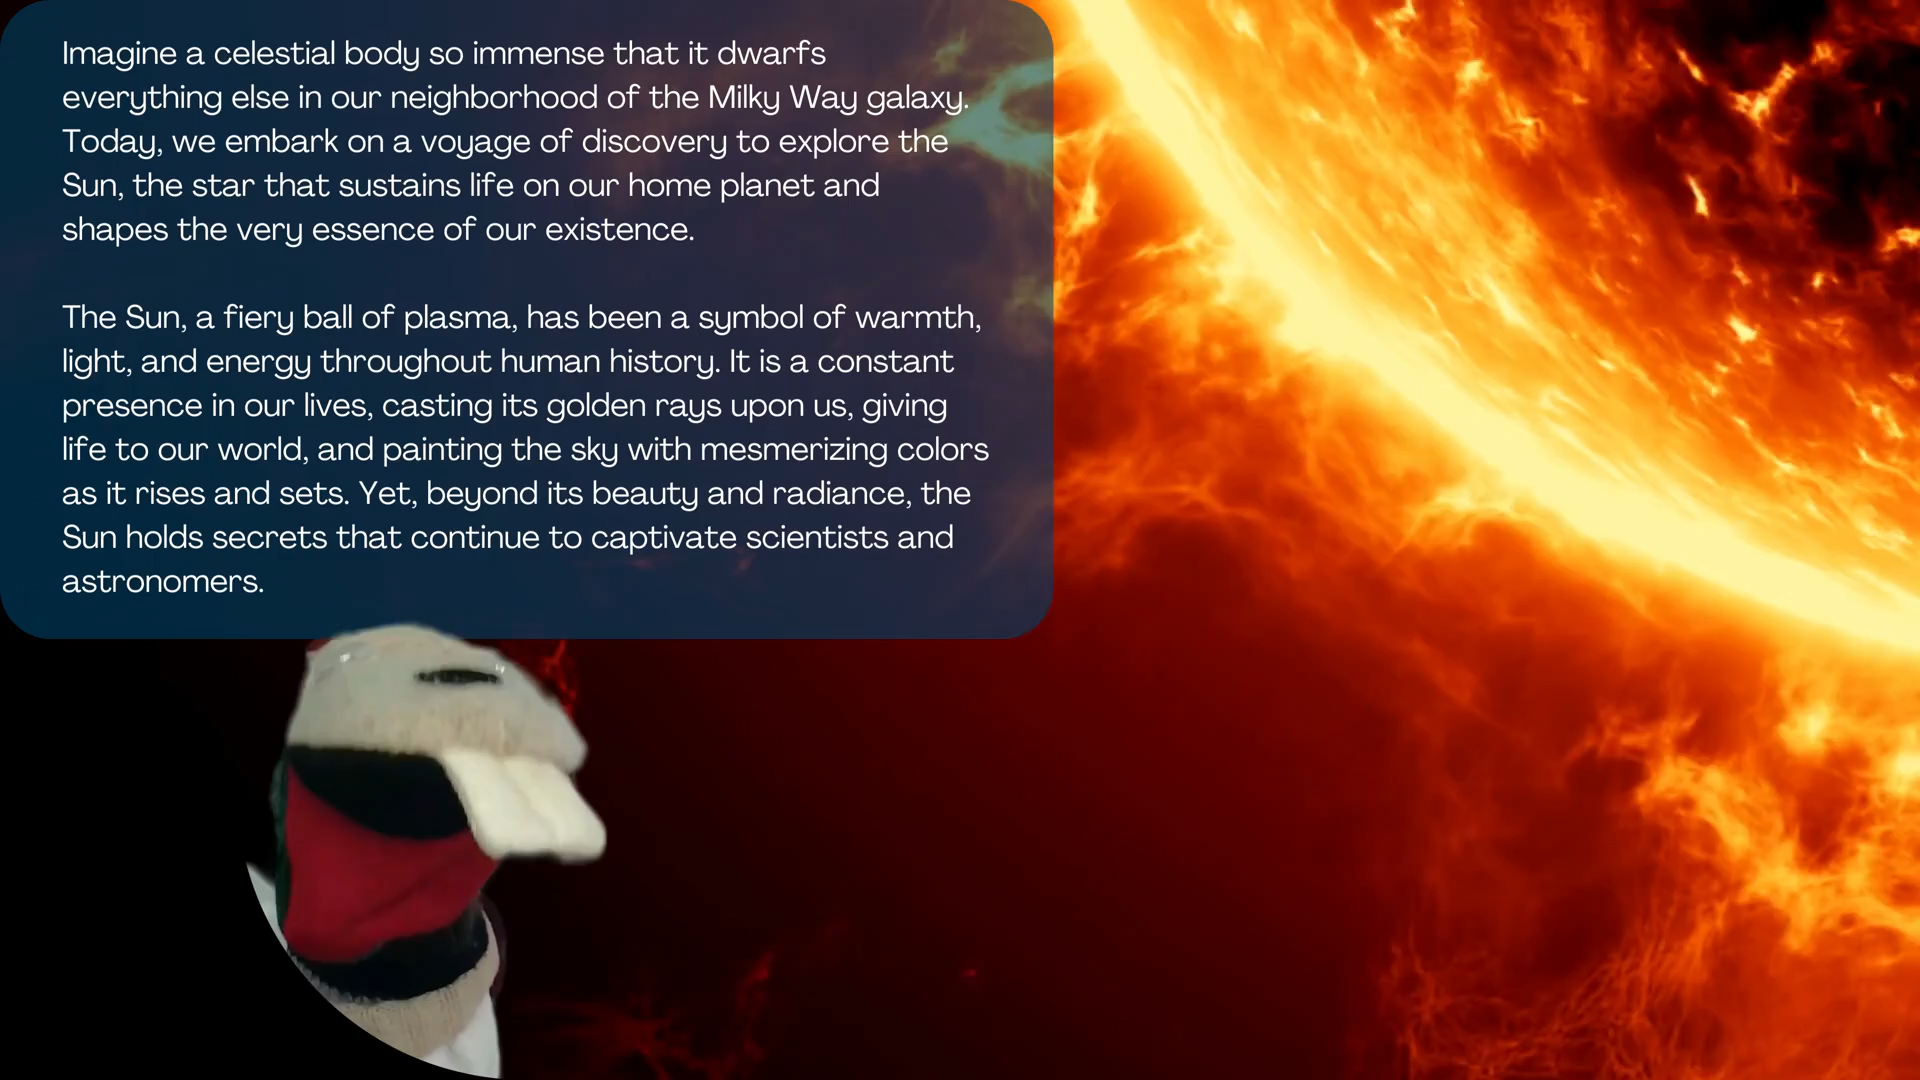 Imagine a celestial body so immense that it dwarfs
everything else in our neighborhood of the Milky Way galaxy.
Today, we embark on a voyage of discovery to explore the
Sun, the star that sustains life on our home planet and
shapes the very essence of our existence.
The Sun, a fiery ball of plasma, has been a symbol of warmth,
light, and energy throughout human history. It is a constant
presence in our lives, casting its golden rays upon us, giving
life to our world, and painting the sky with mesmerizing colors
as it rises and sets. Yet, beyond its beauty and radiance, the
Sun holds secrets that continue to captivate scientists and
astronomers.